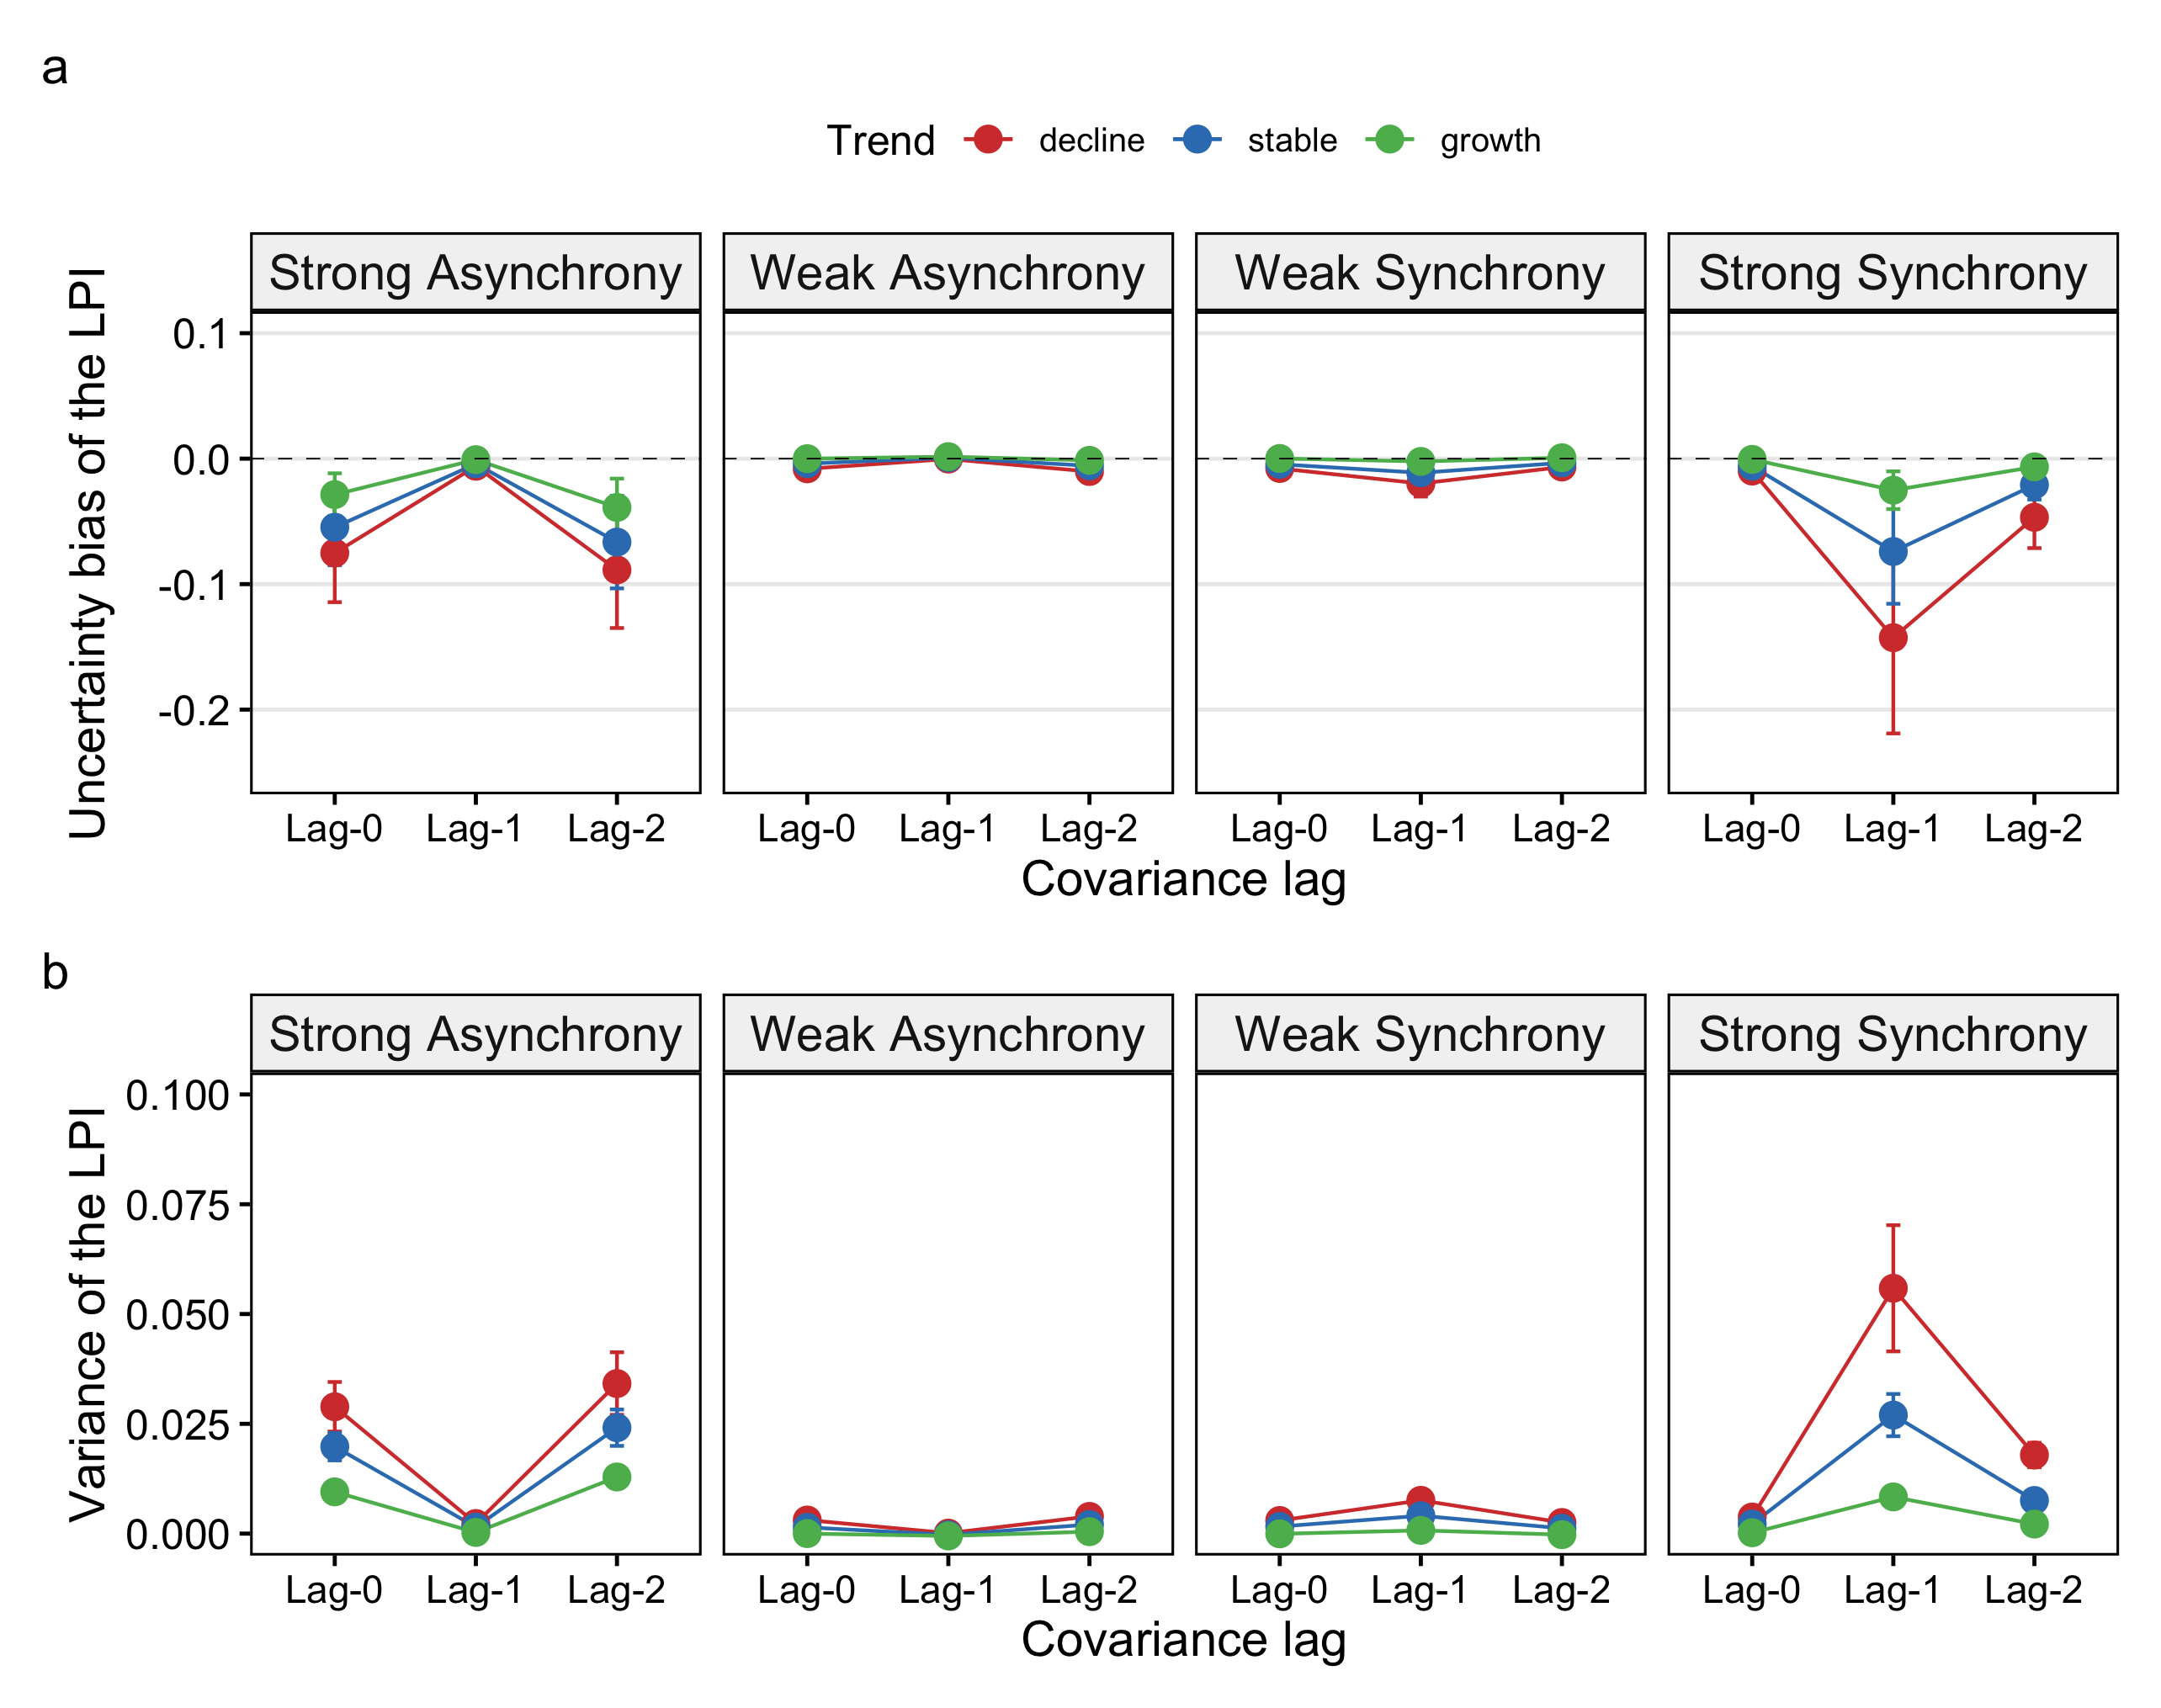 a
Trend decline stable growth
Strong Asynchrony Weak Asynchrony Weak Synchrony Strong Synchrony
Uncertainty bias of the LPI
0.1
0.0
-0.1
-0.2
Lag-0 Lag-1 Lag-2 Lag-0 Lag-1 Lag-2 Lag-0 Lag-1 Lag-2 Lag-0 Lag-1 Lag-2
Covariance lag
b
Strong Asynchrony Weak Asynchrony Weak Synchrony Strong Synchrony
Variance of the LPI
0.100
0.075
0.050
0.025
0.000
Lag-0 Lag-1 Lag-2 Lag-0 Lag-1 Lag-2 Lag-0 Lag-1 Lag-2 Lag-0 Lag-1 Lag-2
Covariance lag